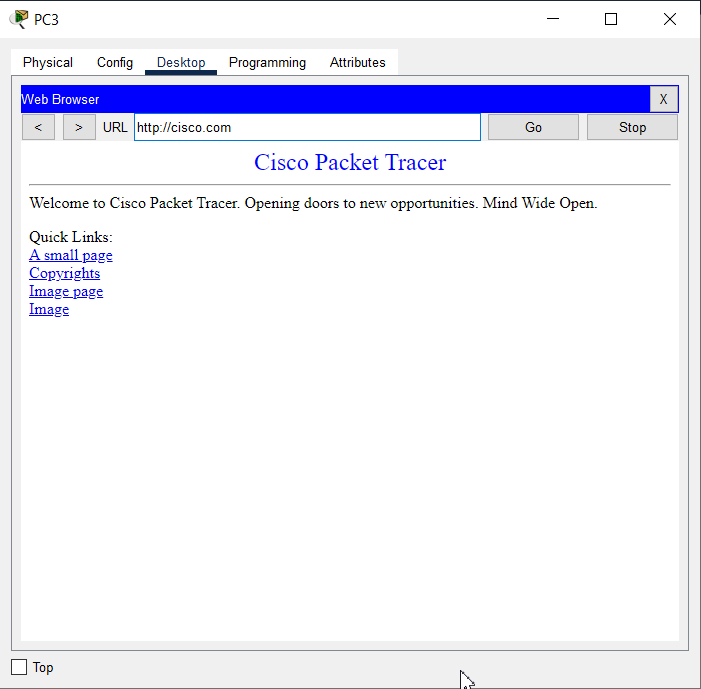 PC3
Physical Config Desktop Programming Attributes
Web Browser X
< > URL http://cisco.com Go Stop
Cisco Packet Tracer
Welcome to Cisco Packet Tracer. Opening doors to new opportunities. Mind Wide Open.
Quick Links:
A small page
Copyrights
Image page
Image
Top